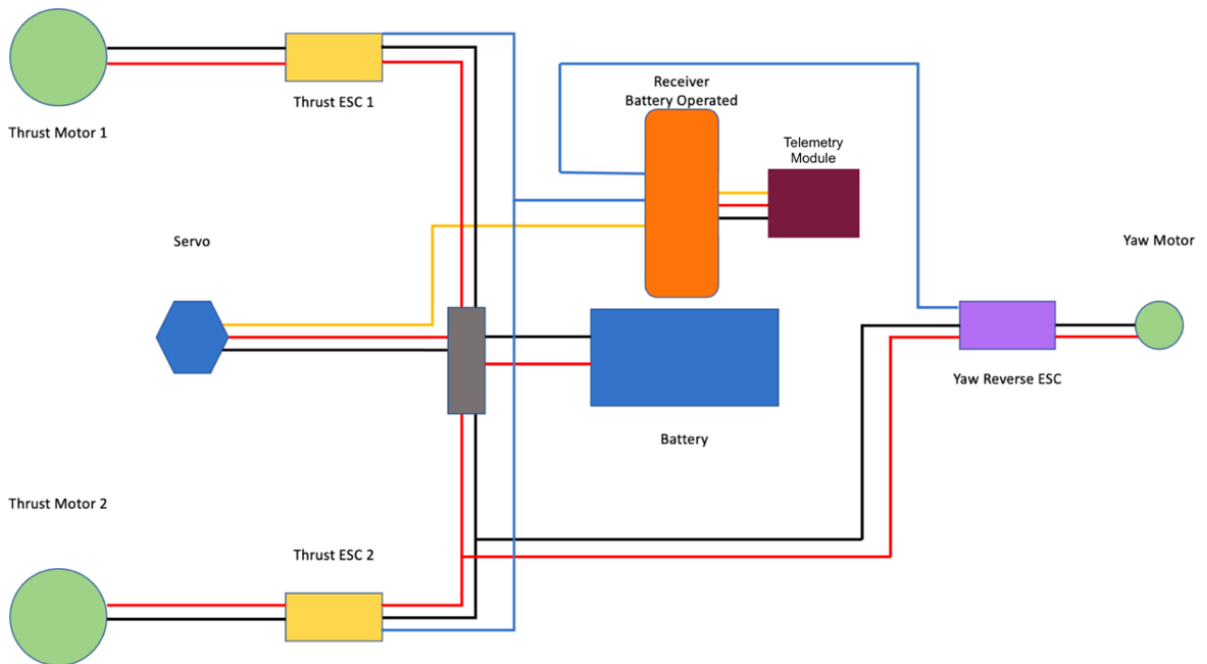 Receiver
Battery Operated
Thrust ESC 1
Thrust Motor 1
Telemetry
Module
Servo
Yaw Motor
Yaw Reverse ESC
Battery
Thrust Motor 2
Thrust ESC 2